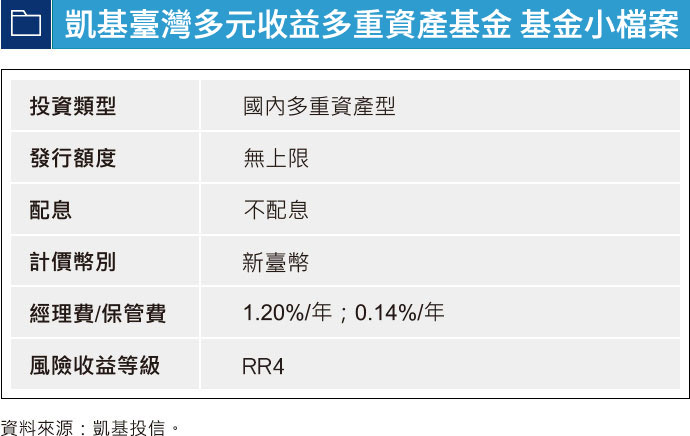 凱基臺灣多元收益多重資產基金 基金小檔案
投資類型 國內多重資產型
發行額度 無上限
配息 不配息
計價幣別 新臺幣
經理費/保管費 1.20%/年；0.14%/年
風險收益等級 RR4
資料來源：凱基投信。